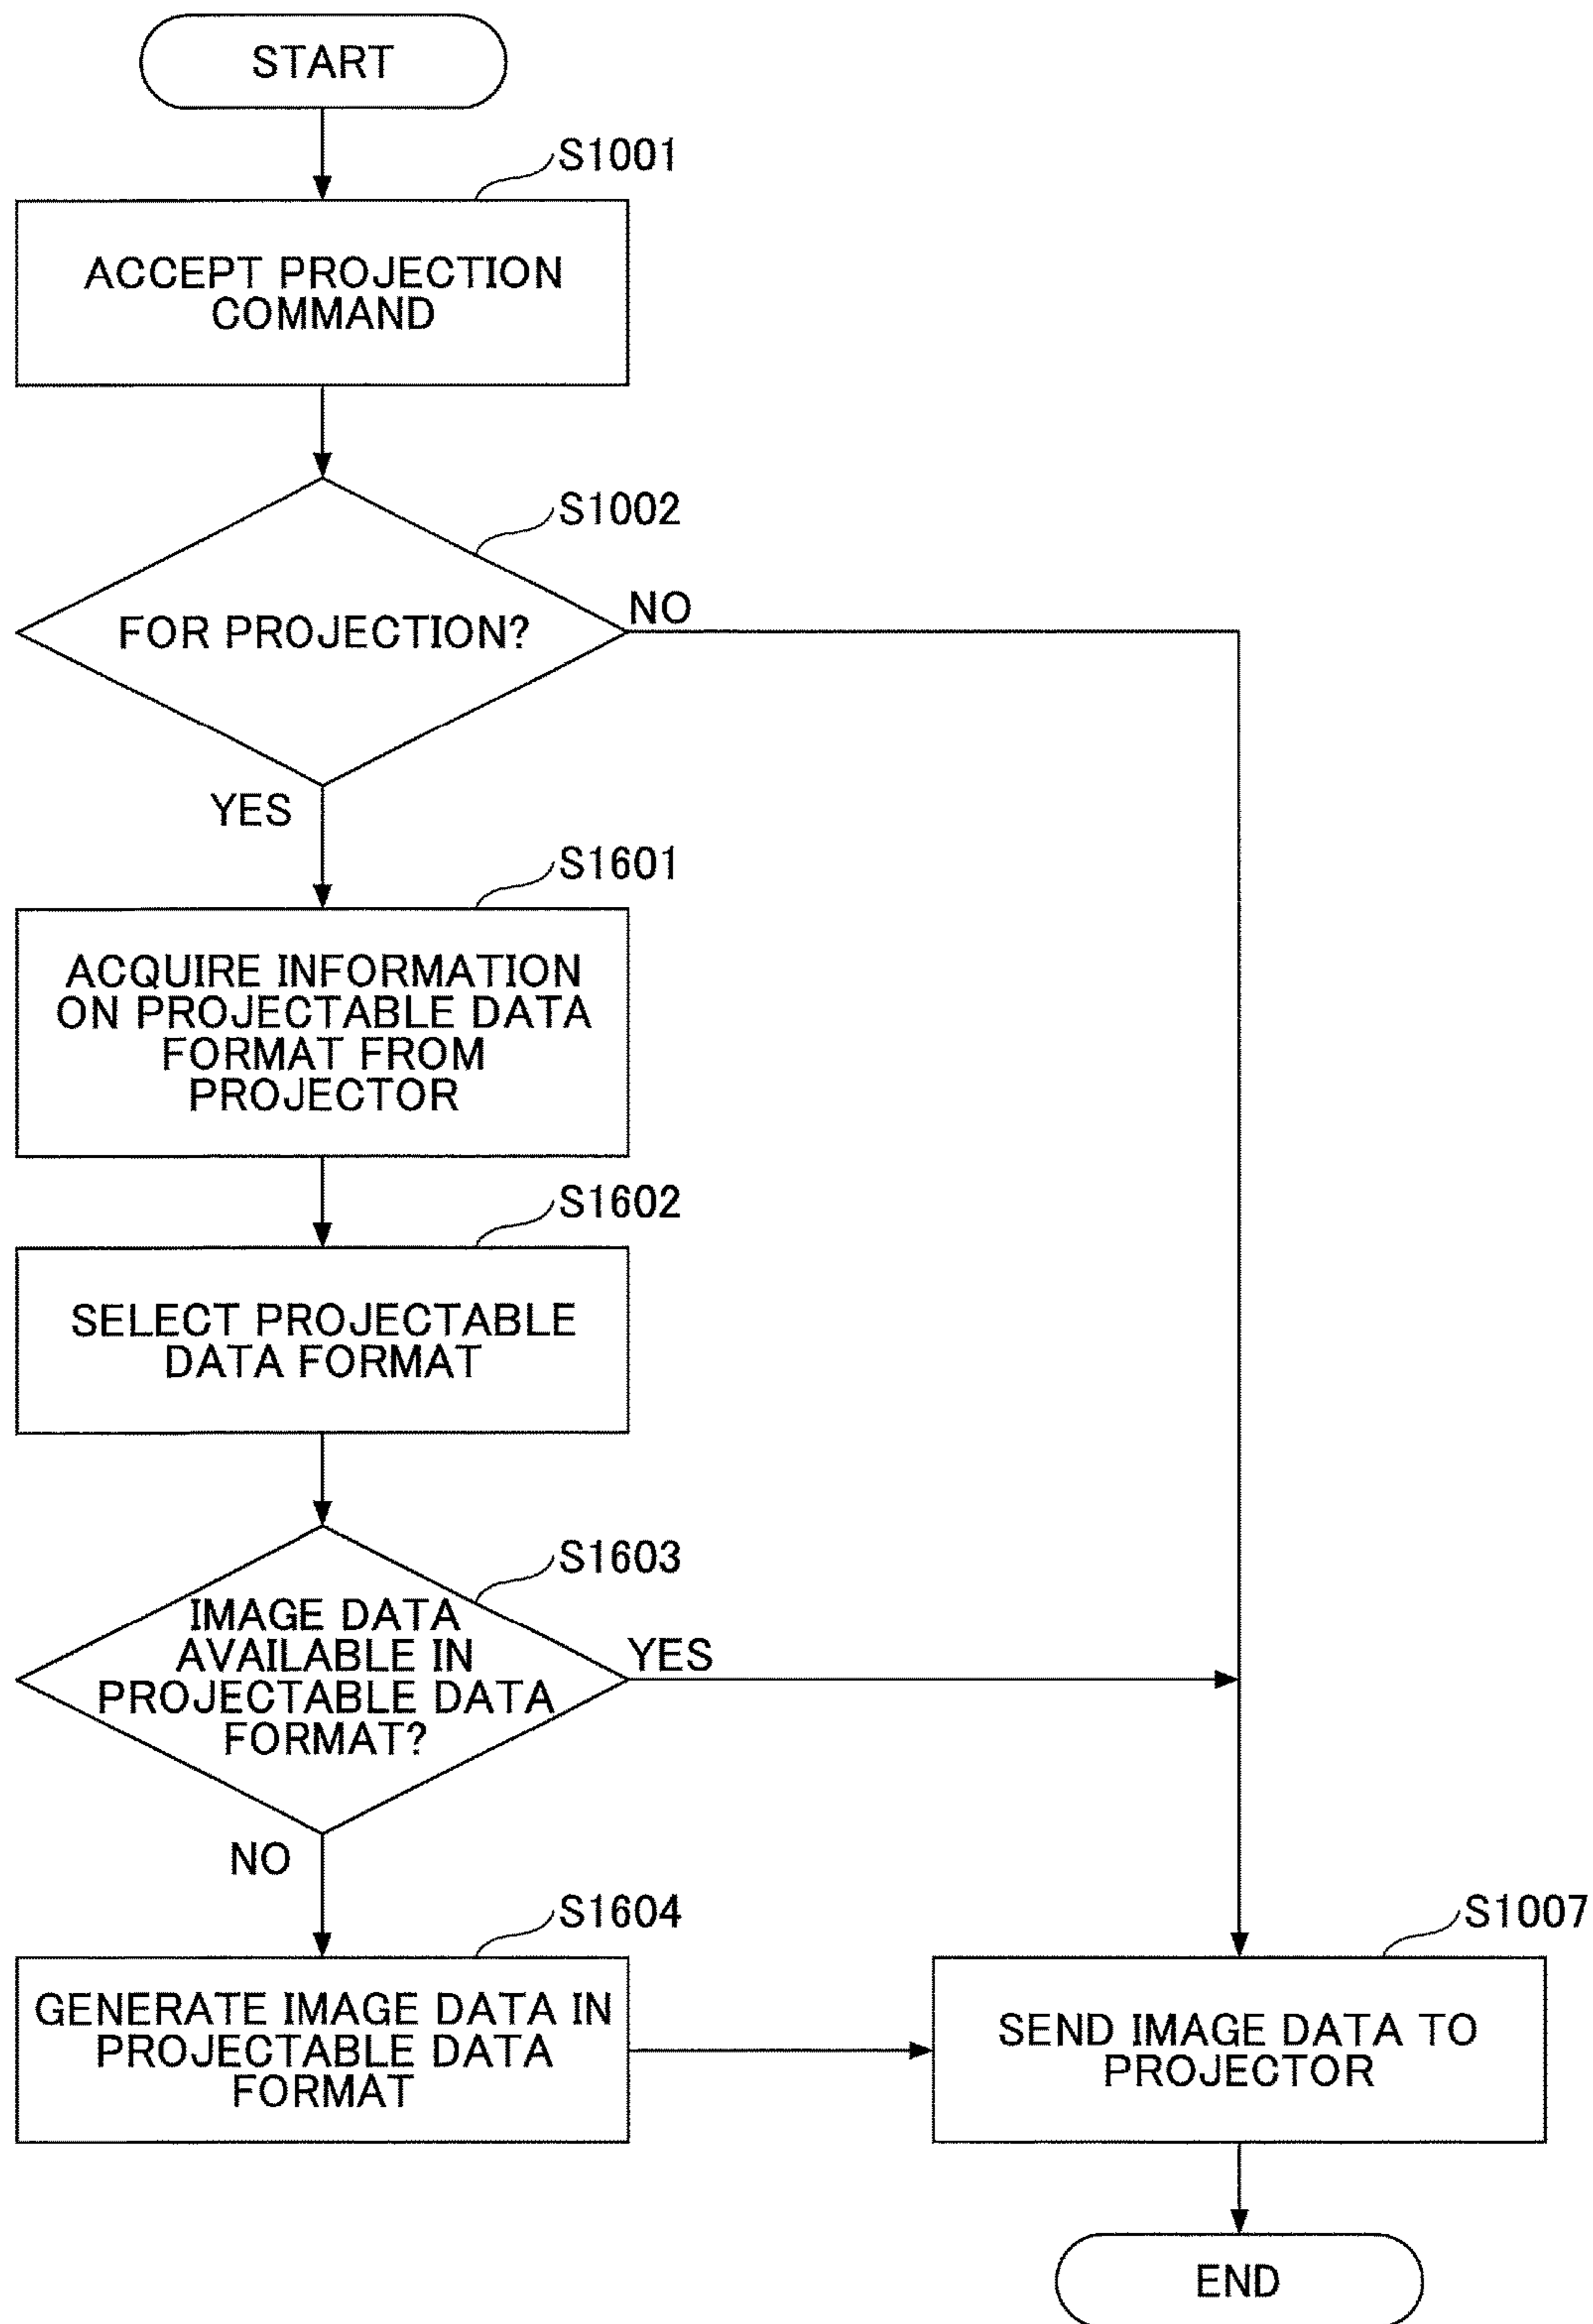 START
S1001
ACCEPT PROJECTION
COMMAND
S1002
FOR PROJECTION?
NO
YES
S1601
ACQUIRE INFORMATION
ON PROJECTABLE DATA
FORMAT FROM
PROJECTOR
S1602
SELECT PROJECTABLE
DATA FORMAT
S1603
IMAGE DATA
AVAILABLE IN
PROJECTABLE DATA
FORMAT?
YES
NO
S1604
GENERATE IMAGE DATA IN
PROJECTABLE DATA
FORMAT
S1007
SEND IMAGE DATA TO
PROJECTOR
END